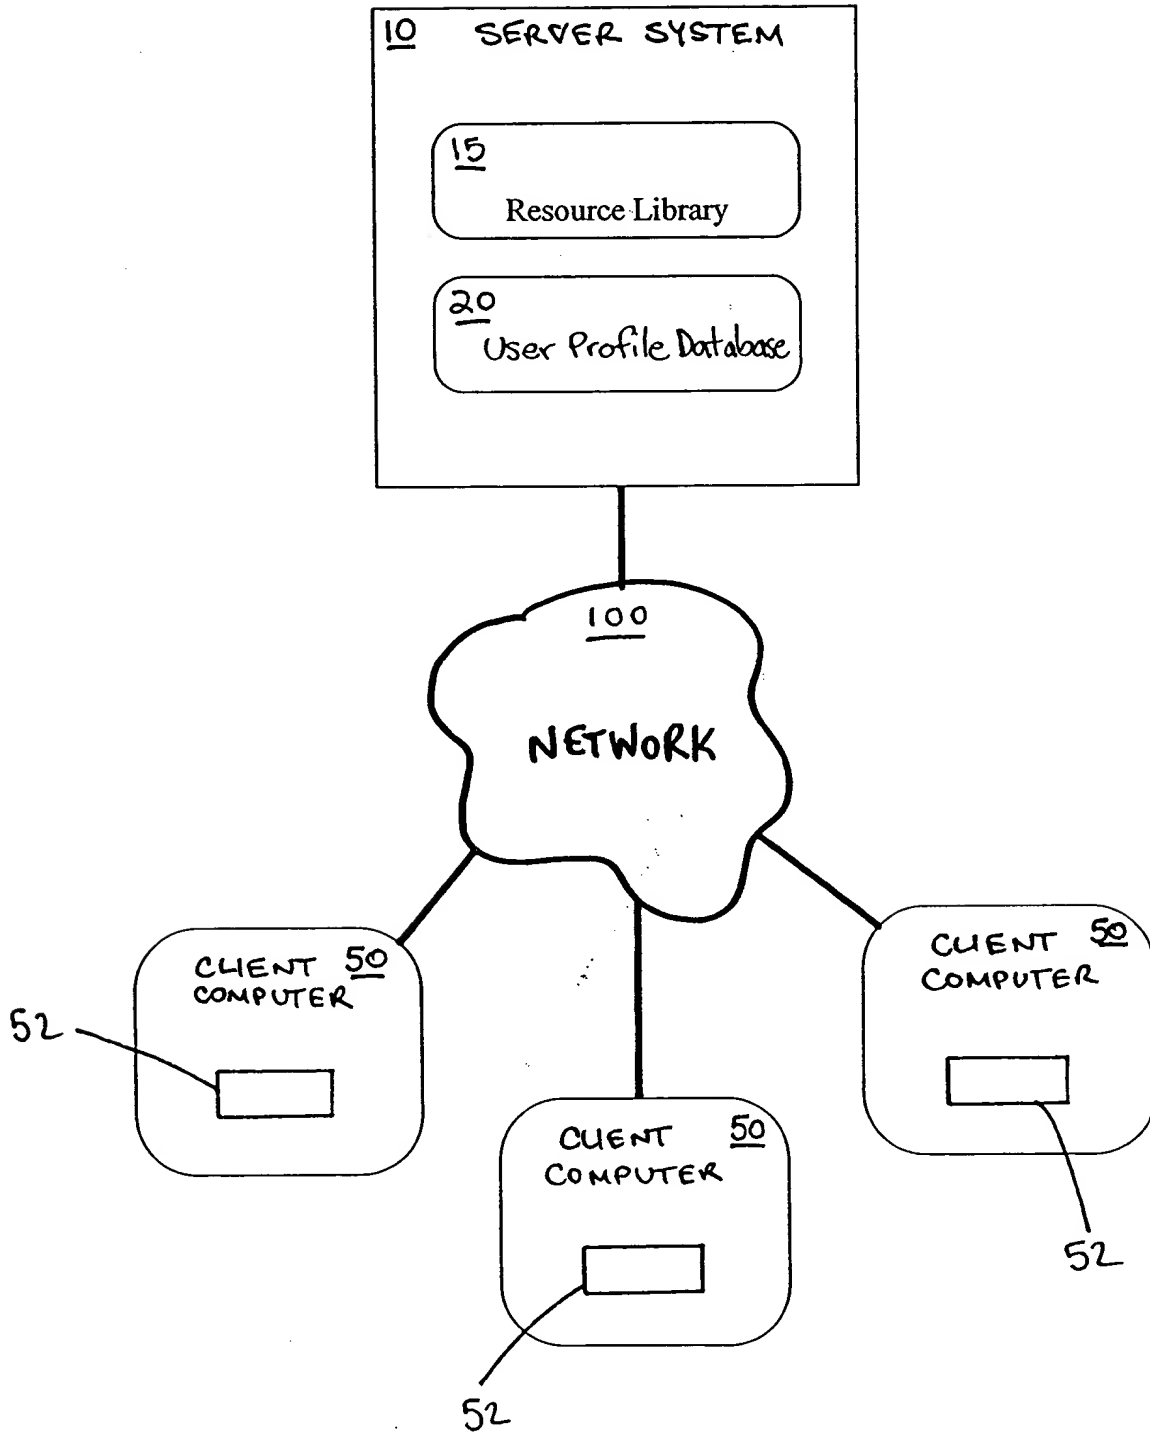 10 SERVER SYSTEM
15
Resource Library
20
User Profile Database
100
NETWORK
CLIENT 50
COMPUTER
52
CLIENT 50
COMPUTER
52
CLIENT 50
COMPUTER
52